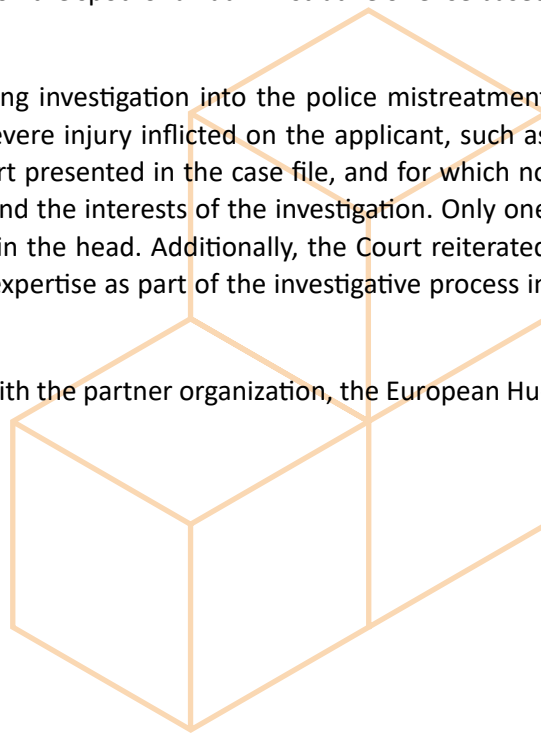 ng investigation into the police mistreatment
evere injury inflicted on the applicant, such as
rt presented in the case file, and for which no
nd the interests of the investigation. Only one
in the head. Additionally, the Court reiterated
expertise as part of the investigative process in
ith the partner organization, the European Hu